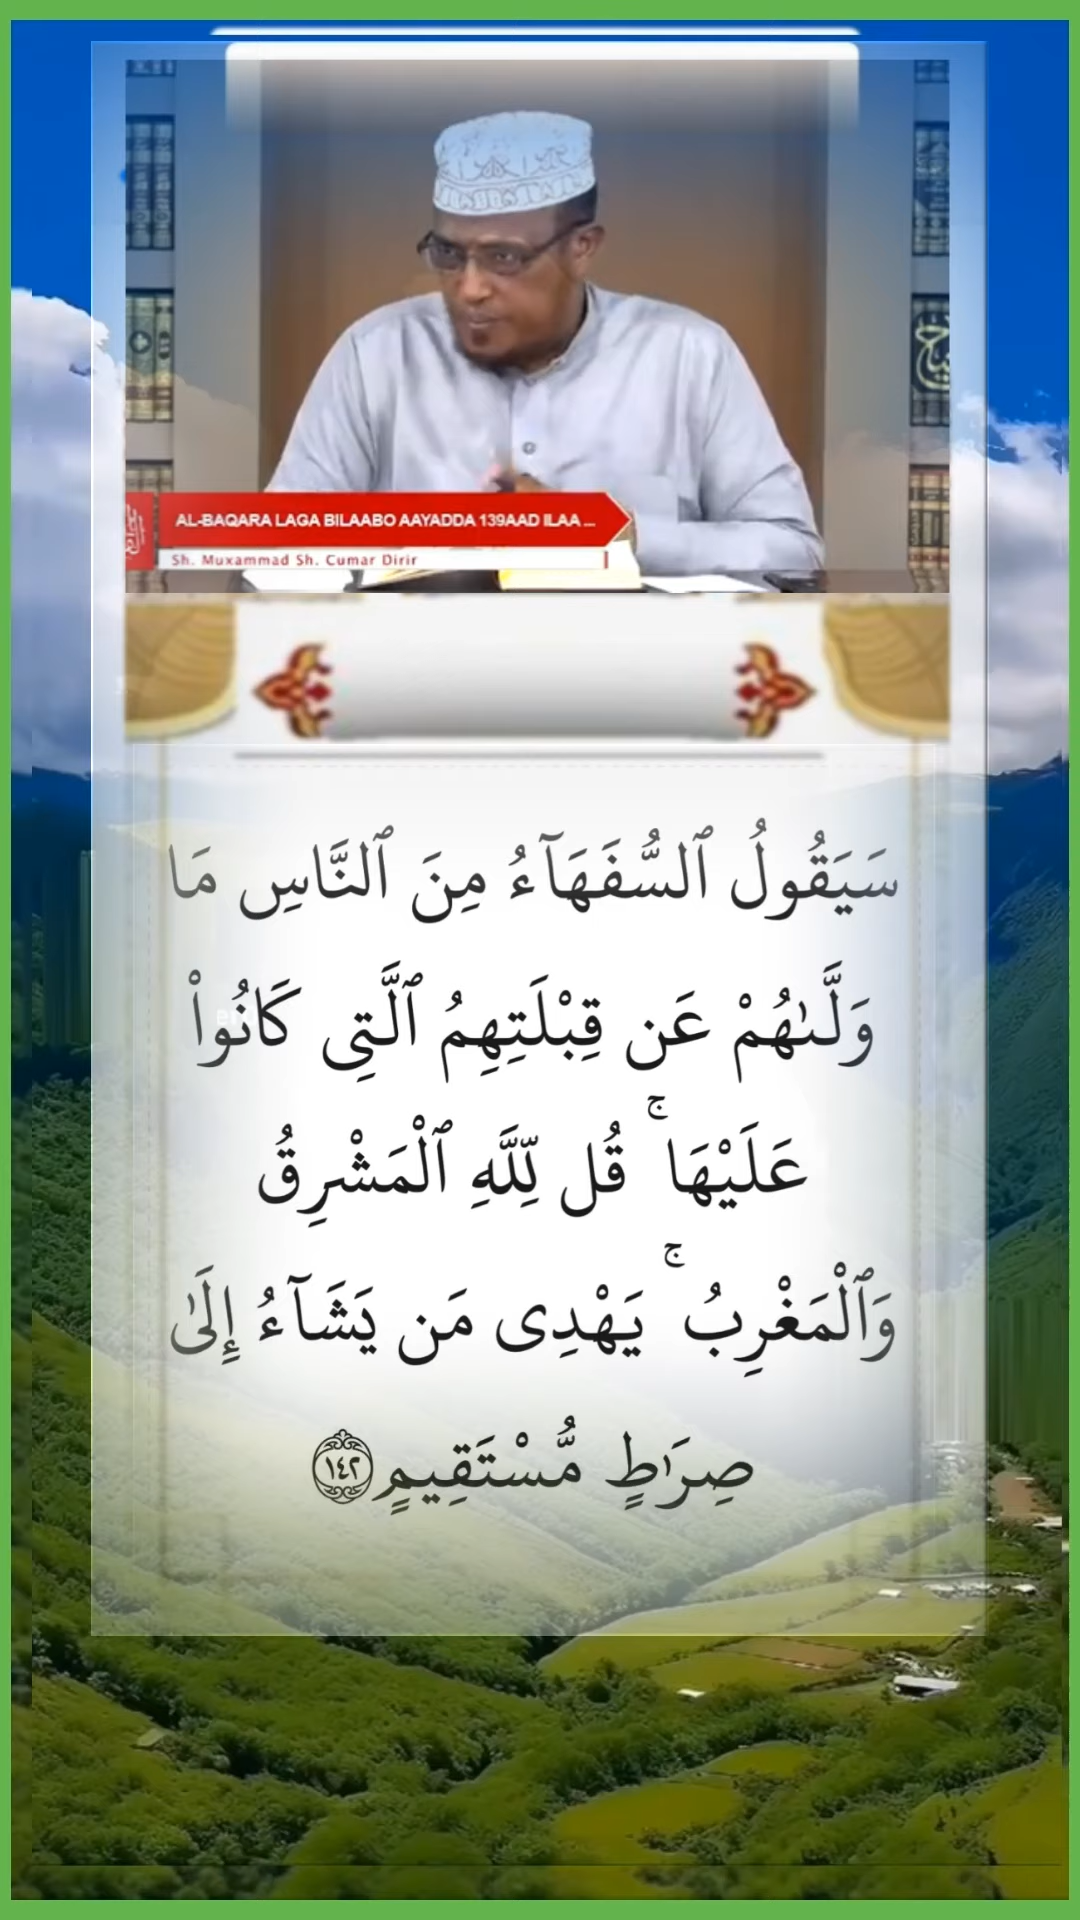 AL-BAQARA LAGA BILAABO AAYADDA 139AAD ILAA ...
Sh. Muxammad Sh. Cumar Dirir
سَيَقُولُ ٱلسُّفَهَآءُ مِنَ ٱلنَّاسِ مَا
وَلَّىٰهُمْ عَن قِبْلَتِهِمُ ٱلَّتِى كَانُوا۟
عَلَيْهَا ۚ قُل لِّلَّهِ ٱلْمَشْرِقُ
وَٱلْمَغْرِبُ ۚ يَهْدِى مَن يَشَآءُ إِلَىٰ
صِرَٰطٍ مُّسْتَقِيمٍ ١٤٢